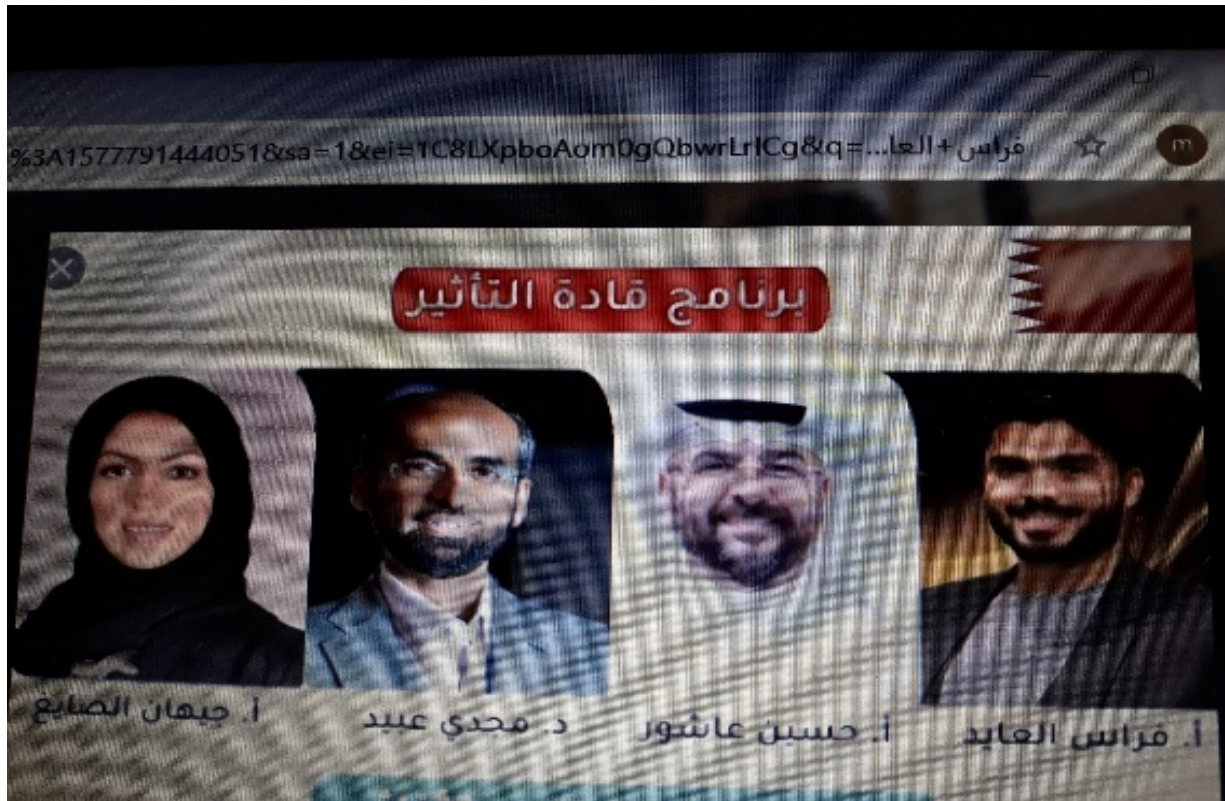 %3A1577791444051&sa=1&ei=1C8LXpboAom0gQbwrLrICg&q=...فراس+العا
m
برنامج قادة التأثير
أ. فراس العايد
أ. حسين عاشور
د. مجدي عبيد
أ. جيهان الصايغ